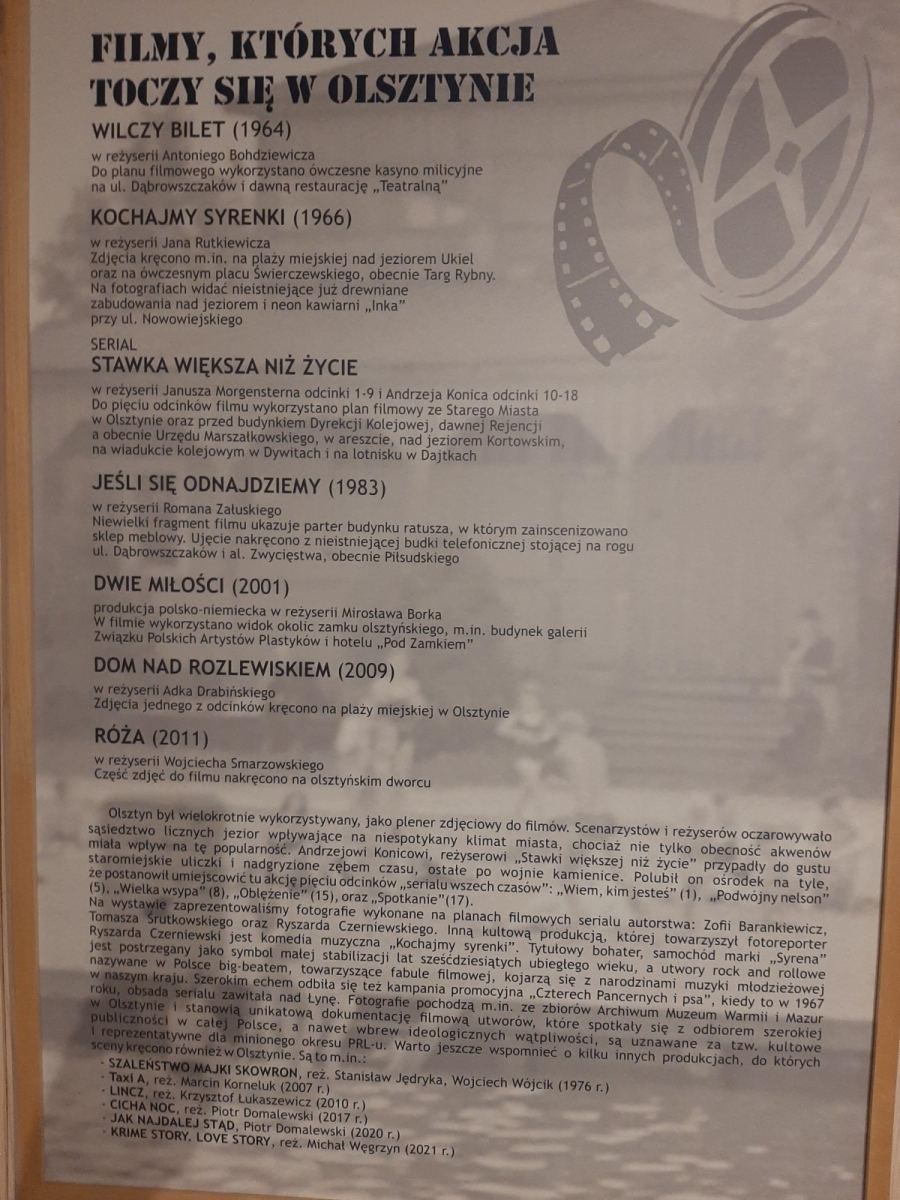 FILMY, KTÓRYCH AKCJA
TOCZY SIĘ W OLSZTYNIE
WILCZY BILET (1964)
w reżyserii Antoniego Bohdziewicza
Do planu filmowego wykorzystano ówczesne kasyno milicyjne
na ul. Dąbrowszczaków i dawną restaurację „Teatralną”
KOCHAJMY SYRENKI (1966)
w reżyserii Jana Rutkiewicza
Zdjęcia kręcono m.in. na plaży miejskiej nad jeziorem Ukiel
oraz na ówczesnym placu Świerczewskiego, obecnie Targ Rybny.
Na fotografiach widać nieistniejące już drewniane
zabudowania nad jeziorem i neon kawiarni „Inka”
przy ul. Nowowiejskiego
SERIAL
STAWKA WIĘKSZA NIŻ ŻYCIE
w reżyserii Janusza Morgensterna odcinki 1-9 i Andrzeja Konica odcinki 10-18
Do pięciu odcinków filmu wykorzystano plan filmowy ze Starego Miasta
w Olsztynie oraz przed budynkiem Dyrekcji Kolejowej, dawnej Rejencji
a obecnie Urzędu Marszałkowskiego, w areszcie, nad jeziorem Kortowskim,
na wiadukcie kolejowym w Dywitach i na lotnisku w Dajtkach
JEŚLI SIĘ ODNAJDZIEMY (1983)
w reżyserii Romana Załuskiego
Niewielki fragment filmu ukazuje parter budynku ratusza, w którym zainscenizowano
sklep meblowy. Ujęcie nakręcono z nieistniejącej budki telefonicznej stojącej na rogu
ul. Dąbrowszczaków i al. Zwycięstwa, obecnie Piłsudskiego
DWIE MIŁOŚCI (2001)
produkcja polsko-niemiecka w reżyserii Mirosława Borka
W filmie wykorzystano widok okolic zamku olsztyńskiego, m.in. budynek galerii
Związku Polskich Artystów Plastyków i hotelu „Pod Zamkiem”
DOM NAD ROZLEWISKIEM (2009)
w reżyserii Adka Drabińskiego
Zdjęcia jednego z odcinków kręcono na plaży miejskiej w Olsztynie
RÓŻA (2011)
w reżyserii Wojciecha Smarzowskiego
Część zdjęć do filmu nakręcono na olsztyńskim dworcu
Olsztyn był wielokrotnie wykorzystywany, jako plener zdjęciowy do filmów. Scenarzystów i reżyserów oczarowywało
sąsiedztwo licznych jezior wpływające na niespotykany klimat miasta, chociaż nie tylko obecność akwenów
miała wpływ na tę popularność. Andrzejowi Konicowi, reżyserowi „Stawki większej niż życie” przypadły do gustu
staromiejskie uliczki i nadgryzione zębem czasu, ostałe po wojnie kamienice. Polubił on ośrodek na tyle,
że postanowił umiejscowić tu akcję pięciu odcinków „serialu wszech czasów”: „Wiem, kim jesteś” (1), „Podwójny nelson”
(5), „Wielka wsypa” (8), „Oblężenie” (15), oraz „Spotkanie”(17).
Na wystawie zaprezentowaliśmy fotografie wykonane na planach filmowych serialu autorstwa: Zofii Barankiewicz,
Tomasza Śrutkowskiego oraz Ryszarda Czerniewskiego. Inną kultową produkcją, której towarzyszył fotoreporter
Ryszarda Czerniewski jest komedia muzyczna „Kochajmy syrenki”. Tytułowy bohater, samochód marki „Syrena”
jest postrzegany jako symbol małej stabilizacji lat sześćdziesiątych ubiegłego wieku, a utwory rock and rollowe
nazywane w Polsce big-beatem, towarzyszące fabule filmowej, kojarzą się z narodzinami muzyki młodzieżowej
w naszym kraju. Szerokim echem odbiła się też kampania promocyjna „Czterech Pancernych i psa”, kiedy to w 1967
roku, obsada serialu zawitała nad Łynę. Fotografie pochodzą m.in. ze zbiorów Archiwum Muzeum Warmii i Mazur
w Olsztynie i stanowią unikatową dokumentację filmową utworów, które spotkały się z odbiorem szerokiej
publiczności w całej Polsce, a nawet wbrew ideologicznych wątpliwości, są uznawane za tzw. kultowe
i reprezentatywne dla minionego okresu PRL-u. Warto jeszcze wspomnieć o kilku innych produkcjach, do których
sceny kręcono również w Olsztynie. Są to m.in.:
- SZALEŃSTWO MAJKI SKOWRON, reż. Stanisław Jędryka, Wojciech Wójcik (1976 r.)
- TaxI A, reż. Marcin Korneluk (2007 r.)
- LINCZ, reż. Krzysztof Łukaszewicz (2010 r.)
- CICHA NOC, reż. Piotr Domalewski (2017 r.)
- JAK NAJDALEJ STĄD, Piotr Domalewski (2020 r.)
- KRIME STORY. LOVE STORY, reż. Michał Węgrzyn (2021 r.)